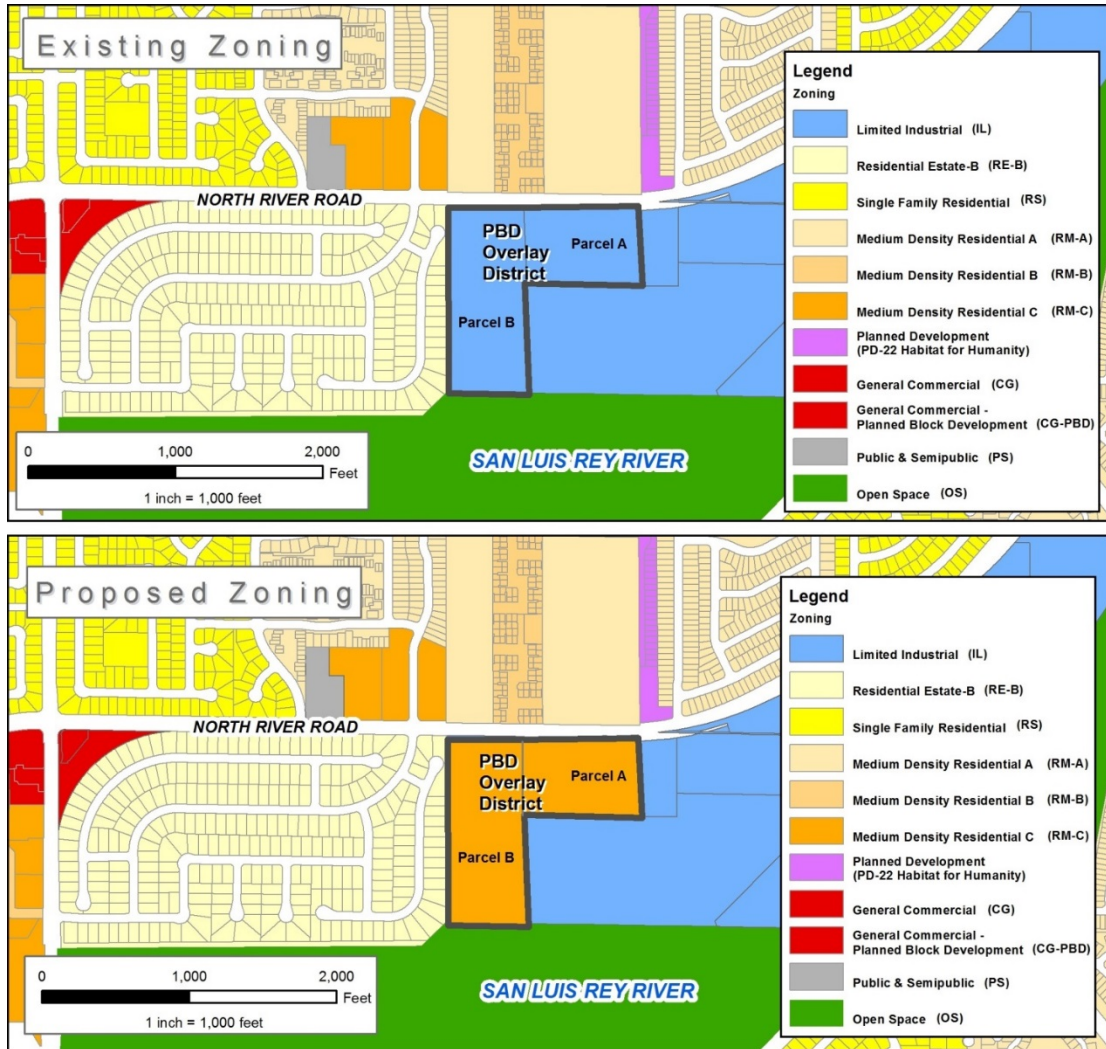 Existing Zoning
NORTH RIVER ROAD
PBD
Overlay
District
Parcel A
Parcel B
SAN LUIS REY RIVER
0 1,000 2,000
Feet
1 inch = 1,000 feet
Legend
Zoning
Limited Industrial (IL)
Residential Estate-B (RE-B)
Single Family Residential (RS)
Medium Density Residential A (RM-A)
Medium Density Residential B (RM-B)
Medium Density Residential C (RM-C)
Planned Development
(PD-22 Habitat for Humanity)
General Commercial (CG)
General Commercial -
Planned Block Development (CG-PBD)
Public & Semipublic (PS)
Open Space (OS)
Proposed Zoning
NORTH RIVER ROAD
PBD
Overlay
District
Parcel A
Parcel B
SAN LUIS REY RIVER
0 1,000 2,000
Feet
1 inch = 1,000 feet
Legend
Zoning
Limited Industrial (IL)
Residential Estate-B (RE-B)
Single Family Residential (RS)
Medium Density Residential A (RM-A)
Medium Density Residential B (RM-B)
Medium Density Residential C (RM-C)
Planned Development
(PD-22 Habitat for Humanity)
General Commercial (CG)
General Commercial -
Planned Block Development (CG-PBD)
Public & Semipublic (PS)
Open Space (OS)